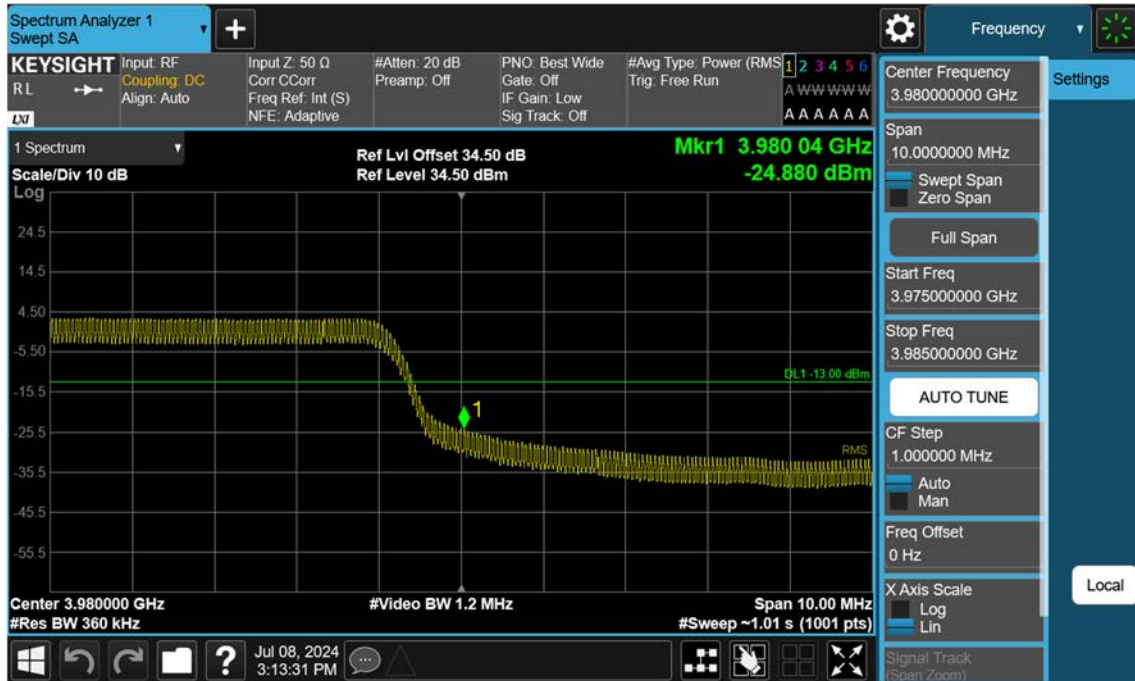 Spectrum Analyzer 1
Swept SA
+
Frequency
KEYSIGHT
RL
LXI
Input: RF
Coupling: DC
Align: Auto
Input Z: 50 Ω
Corr CCorr
Freq Ref: Int (S)
NFE: Adaptive
#Atten: 20 dB
Preamp: Off
PNO: Best Wide
Gate: Off
IF Gain: Low
Sig Track: Off
#Avg Type: Power (RMS
Trig: Free Run
1 2 3 4 5 6
A W W W W W
A A A A A A
1 Spectrum
Scale/Div 10 dB
Ref Lvl Offset 34.50 dB
Ref Level 34.50 dBm
Mkr1 3.980 04 GHz
-24.880 dBm
Log
24.5
14.5
4.50
-5.50
-15.5
-25.5
-35.5
-45.5
-55.5
DL1 -13.00 dBm
1
RMS
Center 3.980000 GHz
#Res BW 360 kHz
#Video BW 1.2 MHz
Span 10.00 MHz
#Sweep ~1.01 s (1001 pts)
Center Frequency
3.980000000 GHz
Settings
Span
10.0000000 MHz
Swept Span
Zero Span
Full Span
Start Freq
3.975000000 GHz
Stop Freq
3.985000000 GHz
AUTO TUNE
CF Step
1.000000 MHz
Auto
Man
Freq Offset
0 Hz
X Axis Scale
Log
Lin
Local
Signal Track
(Span Zoom)
?
Jul 08, 2024
3:13:31 PM